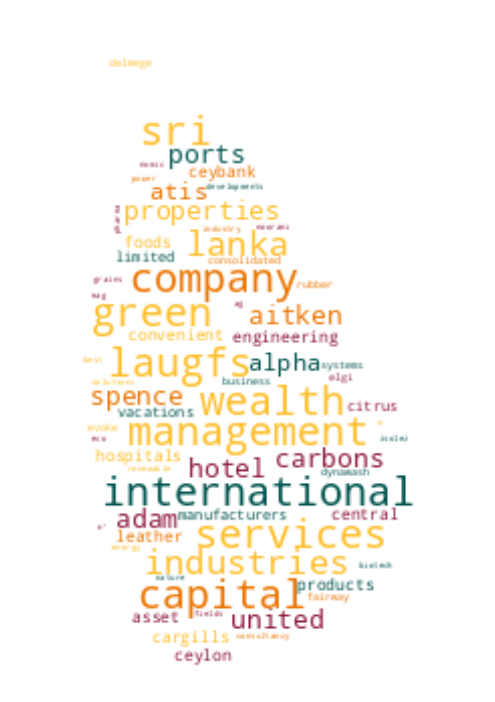 delmege
sri
ports
ceybank
power
atis developments
properties
industry
foods lanka
limited consolidated
grains company rubber
green aitken
convenient engineering
laugfs alpha systems
solutions business elgi
spence wealth citrus
vacations
evoke management
hospitals carbons
renewable hotel dynawash
international
adam manufacturers central
leather services
energy industries biotech
nature products
capital fairway
asset fields united
cargills consultancy
ceylon